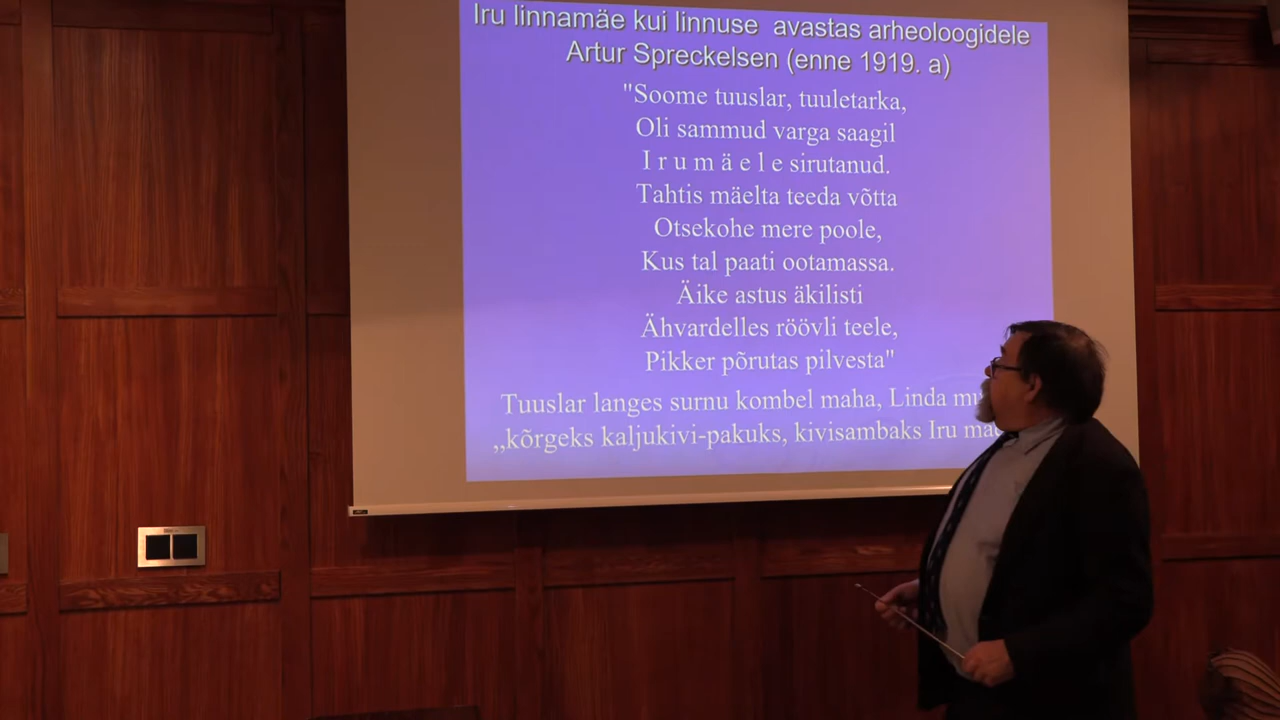 Iru linnamäe kui linnuse avastas arheoloogidele
Artur Spreckelsen (enne 1919. a)
"Soome tuuslar, tuuletarka,
Oli sammud varga saagil
I r u m ä e l e sirutanud.
Tahtis mäelta teeda võtta
Otsekohe mere poole,
Kus tal paati ootamassa.
Äike astus äkilisti
Ähvardelles röövli teele,
Pikker põrutas pilvesta"
Tuuslar langes surnu kombel maha, Linda
,,kõrgeks kaljukivi-pakuks, kivisambaks Iru